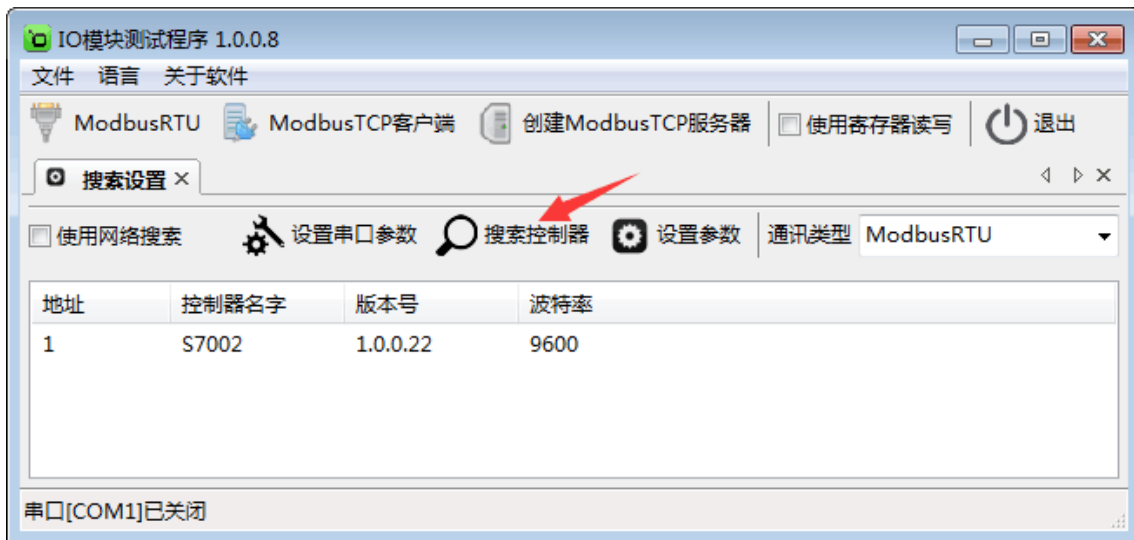 IO模块测试程序 1.0.0.8
文件 语言 关于软件
ModbusRTU ModbusTCP客户端 创建ModbusTCP服务器 使用寄存器读写 退出
搜索设置
使用网络搜索 设置串口参数 搜索控制器 设置参数 通讯类型 ModbusRTU
地址 控制器名字 版本号 波特率
1 S7002 1.0.0.22 9600
串口[COM1]已关闭